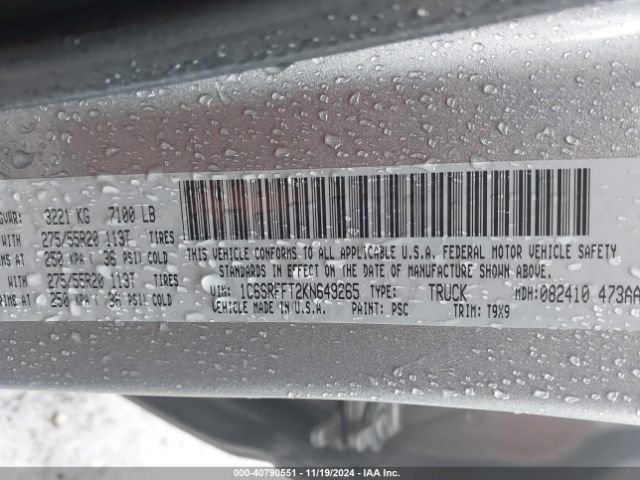 GVWR: 3221 KG 7100 LB
WITH 275/55R20 113T TIRES
IMS AT 250 KPA ( 36 PSI) COLD
WITH 275/55R20 113T TIRES
RIMS AT 250 KPA ( 36 PSI) COLD
THIS VEHICLE CONFORMS TO ALL APPLICABLE U.S.A. FEDERAL MOTOR VEHICLE SAFETY
STANDARDS IN EFFECT ON THE DATE OF MANUFACTURE SHOWN ABOVE.
VIN: 1C6SRFFT2KN649265 TYPE: TRUCK MDH: 082410 473AA
VEHICLE MADE IN U.S.A. PAINT: PSC TRIM: T9X9
000-40790551 - 11/19/2024 - IAA Inc.